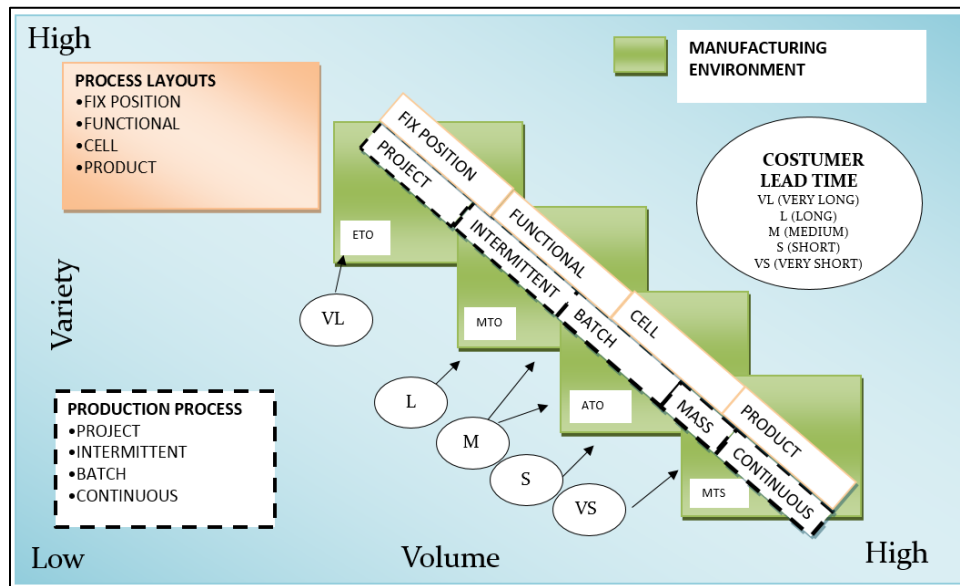 High
PROCESS LAYOUTS
•FIX POSITION
•FUNCTIONAL
•CELL
•PRODUCT
MANUFACTURING
ENVIRONMENT
COSTUMER
LEAD TIME
VL (VERY LONG)
L (LONG)
M (MEDIUM)
S (SHORT)
VS (VERY SHORT)
FIX POSITION
FUNCTIONAL
CELL
PRODUCT
PROJECT
INTERMITTENT
BATCH
MASS
CONTINUOUS
ETO
MTO
ATO
MTS
VL
L
M
S
VS
Variety
PRODUCTION PROCESS
•PROJECT
•INTERMITTENT
•BATCH
•CONTINUOUS
Low
Volume
High